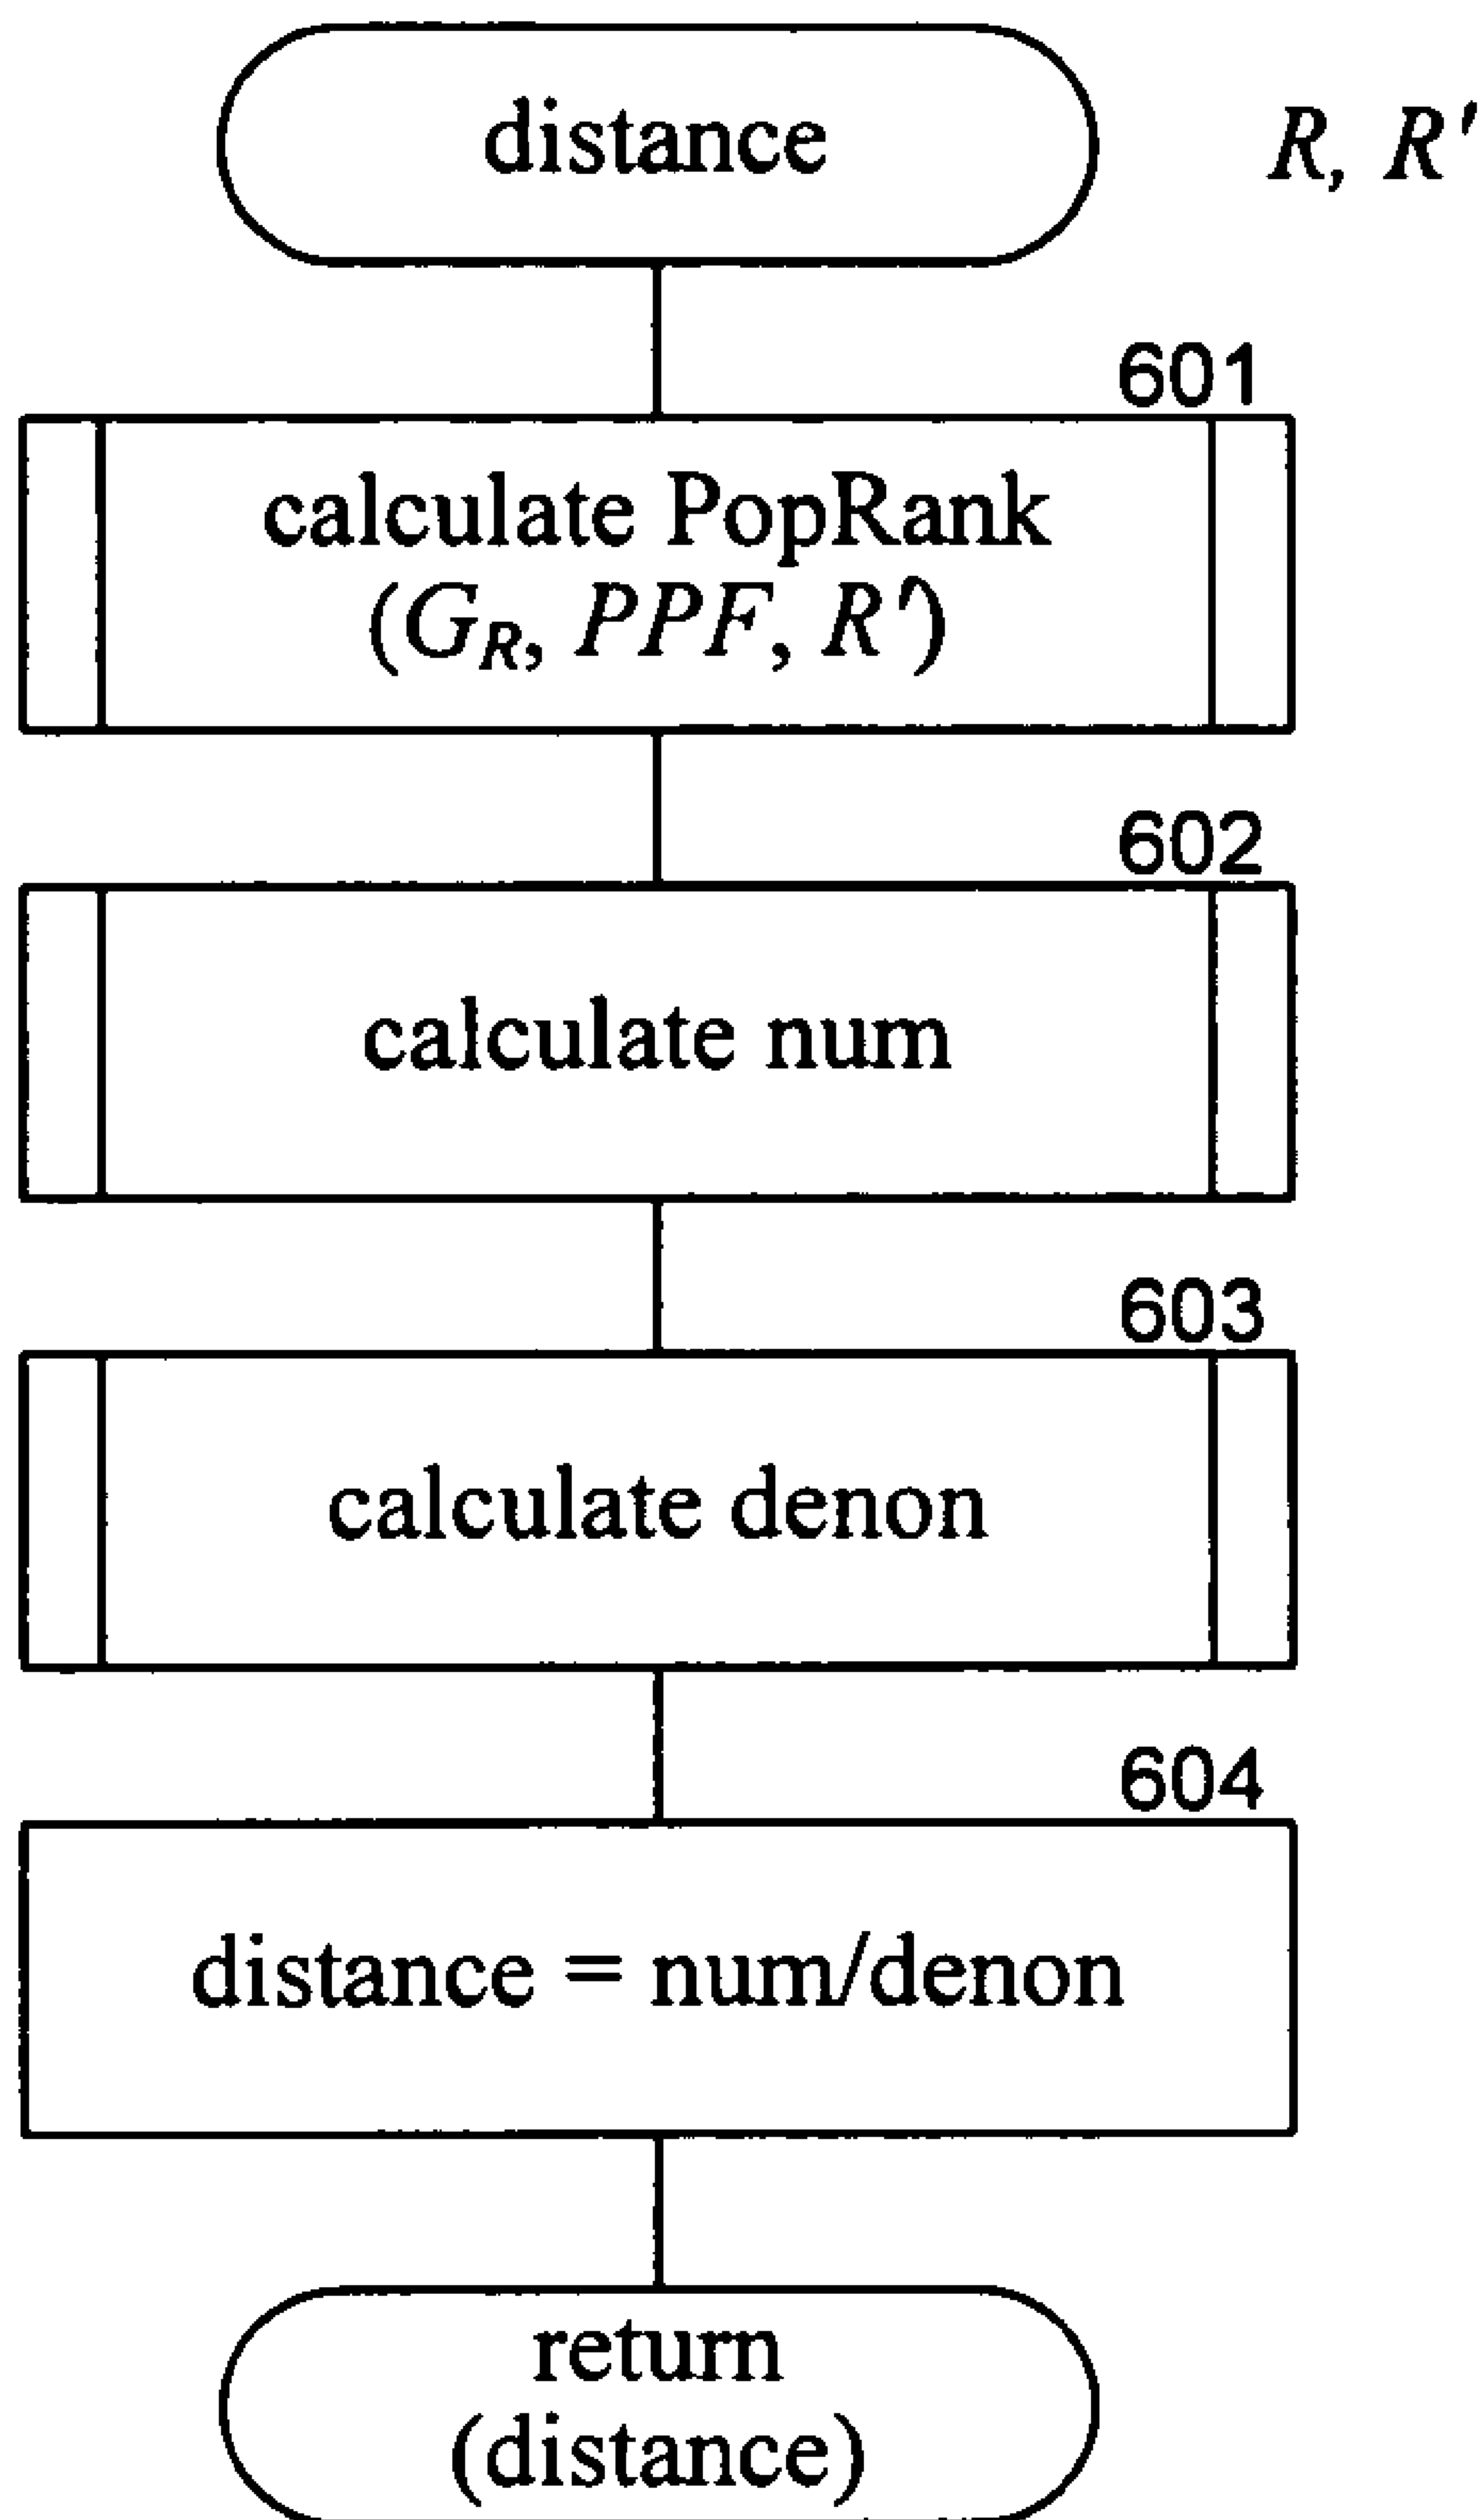 distance
R, R'
601
calculate PopRank
(G_R, PPF, R')
602
calculate num
603
calculate denon
604
distance = num/denon
return
(distance)